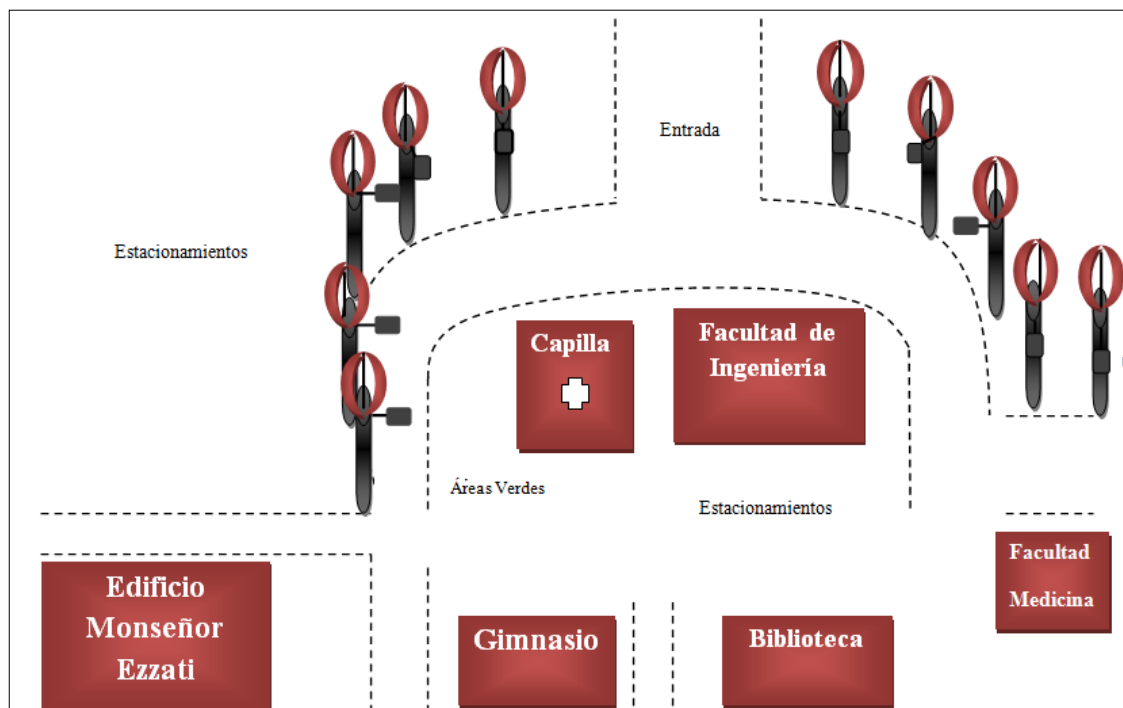 Entrada
Estacionamientos
Capilla
Facultad de
Ingeniería
Áreas Verdes
Estacionamientos
Facultad
Medicina
Edificio
Monseñor
Ezzati
Gimnasio
Biblioteca